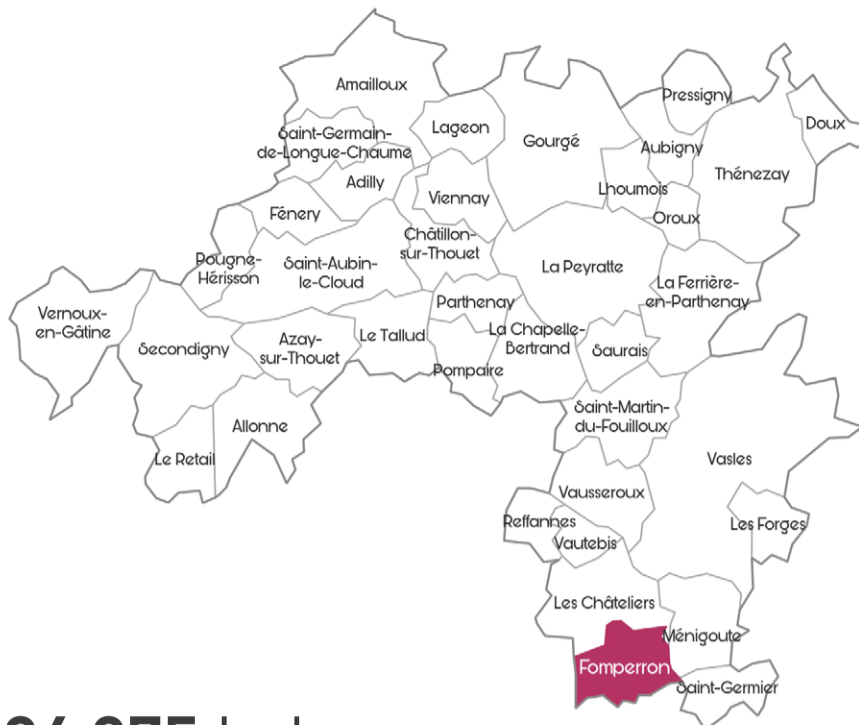 Amailloux
Pressigny
Doux
Saint-Germain-
de-Longue-Chaume
Lageon
Gourgé
Aubigny
Thénezay
Adilly
Viennay
Lhoumois
Oroux
Fénery
Châtillon-
sur-Thouet
Pougne-
Hérisson
Saint-Aubin-
le-Cloud
La Peyratte
La Ferrière-
en-Parthenay
Vernoux-
en-Gâtine
Parthenay
Secondigny
Azay-
sur-Thouet
Le Tallud
La Chapelle-
Bertrand
Saurais
Pompaire
Saint-Martin-
du-Fouilloux
Allonne
Le Retail
Vasles
Vausseroux
Reffannes
Les Forges
Vautebis
Les Châteliers
Ménigoute
Fomperron
Saint-Germier